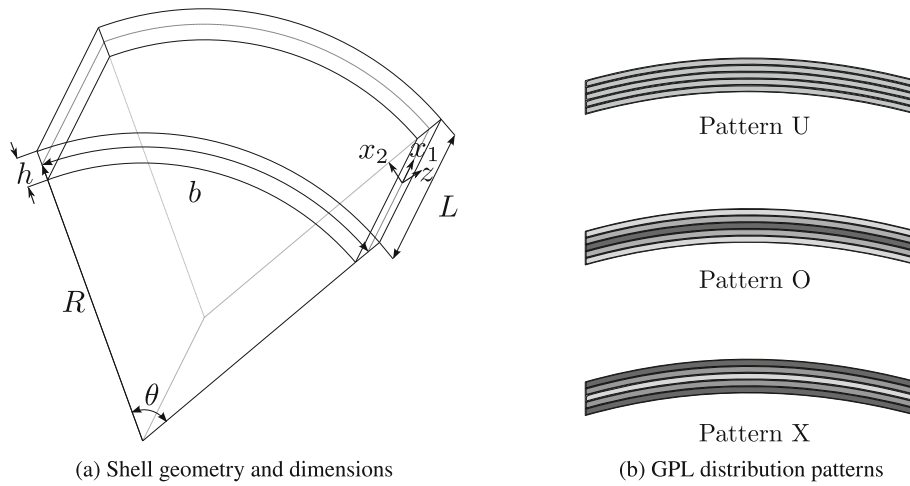 h
b
x₂
x₁
z
L
R
θ
(a) Shell geometry and dimensions
Pattern U
Pattern O
Pattern X
(b) GPL distribution patterns